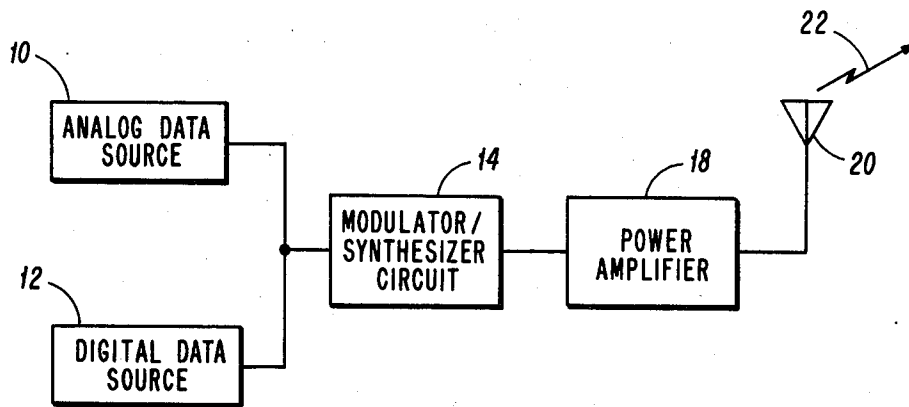 22
10
ANALOG DATA
SOURCE
20
14
18
MODULATOR/
SYNTHESIZER
CIRCUIT
POWER
AMPLIFIER
12
DIGITAL DATA
SOURCE